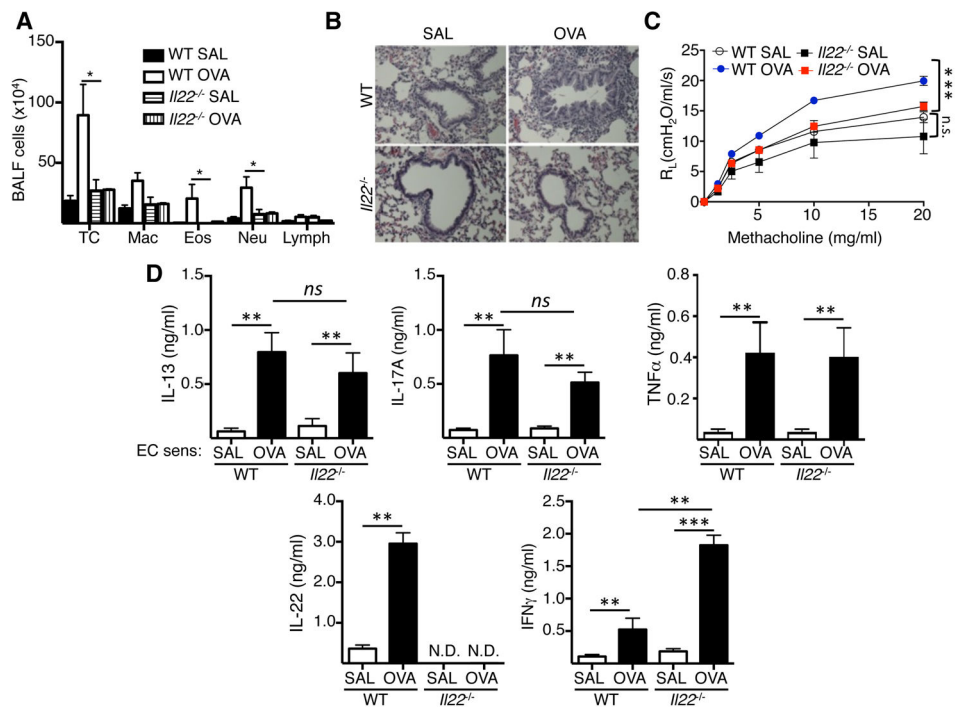 A
BALF cells (x10⁴)
150
100
50
*
*
*
WT SAL
WT OVA
Il22⁻/⁻ SAL
Il22⁻/⁻ OVA
TC Mac Eos Neu Lymph
B
SAL OVA
WT
Il22⁻/⁻
C
WT SAL Il22⁻/⁻ SAL
WT OVA Il22⁻/⁻ OVA
R_L(cmH₂O/ml/s)
25
20
15
10
5
0
***
n.s.
5 10 15 20
Methacholine (mg/ml)
D
IL-13 (ng/ml)
1.5
1.0
0.5
ns
**
**
EC sens: SAL OVA SAL OVA
WT Il22⁻/⁻
IL-17A (ng/ml)
1.5
1.0
0.5
ns
**
**
SAL OVA SAL OVA
WT Il22⁻/⁻
TNFα (ng/ml)
0.8
0.6
0.4
0.2
**
**
SAL OVA SAL OVA
WT Il22⁻/⁻
IL-22 (ng/ml)
4.0
3.0
2.0
1.0
**
N.D. N.D.
SAL OVA SAL OVA
WT Il22⁻/⁻
IFNγ (ng/ml)
2.5
2.0
1.5
1.0
0.5
**
***
**
SAL OVA SAL OVA
WT Il22⁻/⁻